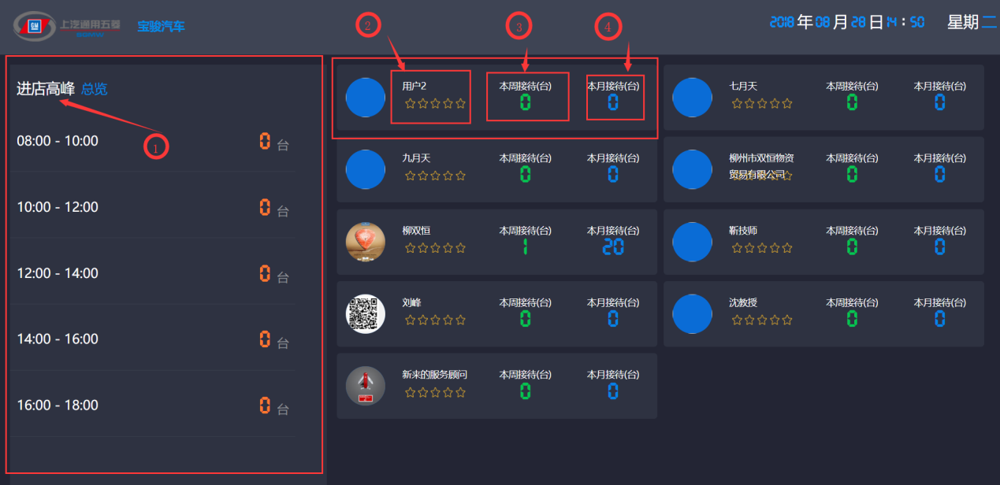 上汽通用五菱
SGMW
宝骏汽车
2018年08月28日14:50 星期二
进店高峰 总览
①
08:00 - 10:00 0 台
10:00 - 12:00 0 台
12:00 - 14:00 0 台
14:00 - 16:00 0 台
16:00 - 18:00 0 台
② ③ ④
用户2 本周接待(台) 本月接待(台)
0 0
七月天 本周接待(台) 本月接待(台)
0 0
九月天 本周接待(台) 本月接待(台)
0 0
柳州市双恒物资 本周接待(台) 本月接待(台)
贸易有限公司 0 0
柳双恒 本周接待(台) 本月接待(台)
1 20
靳技师 本周接待(台) 本月接待(台)
0 0
刘峰 本周接待(台) 本月接待(台)
0 0
沈教授 本周接待(台) 本月接待(台)
0 0
新来的服务顾问 本周接待(台) 本月接待(台)
0 0